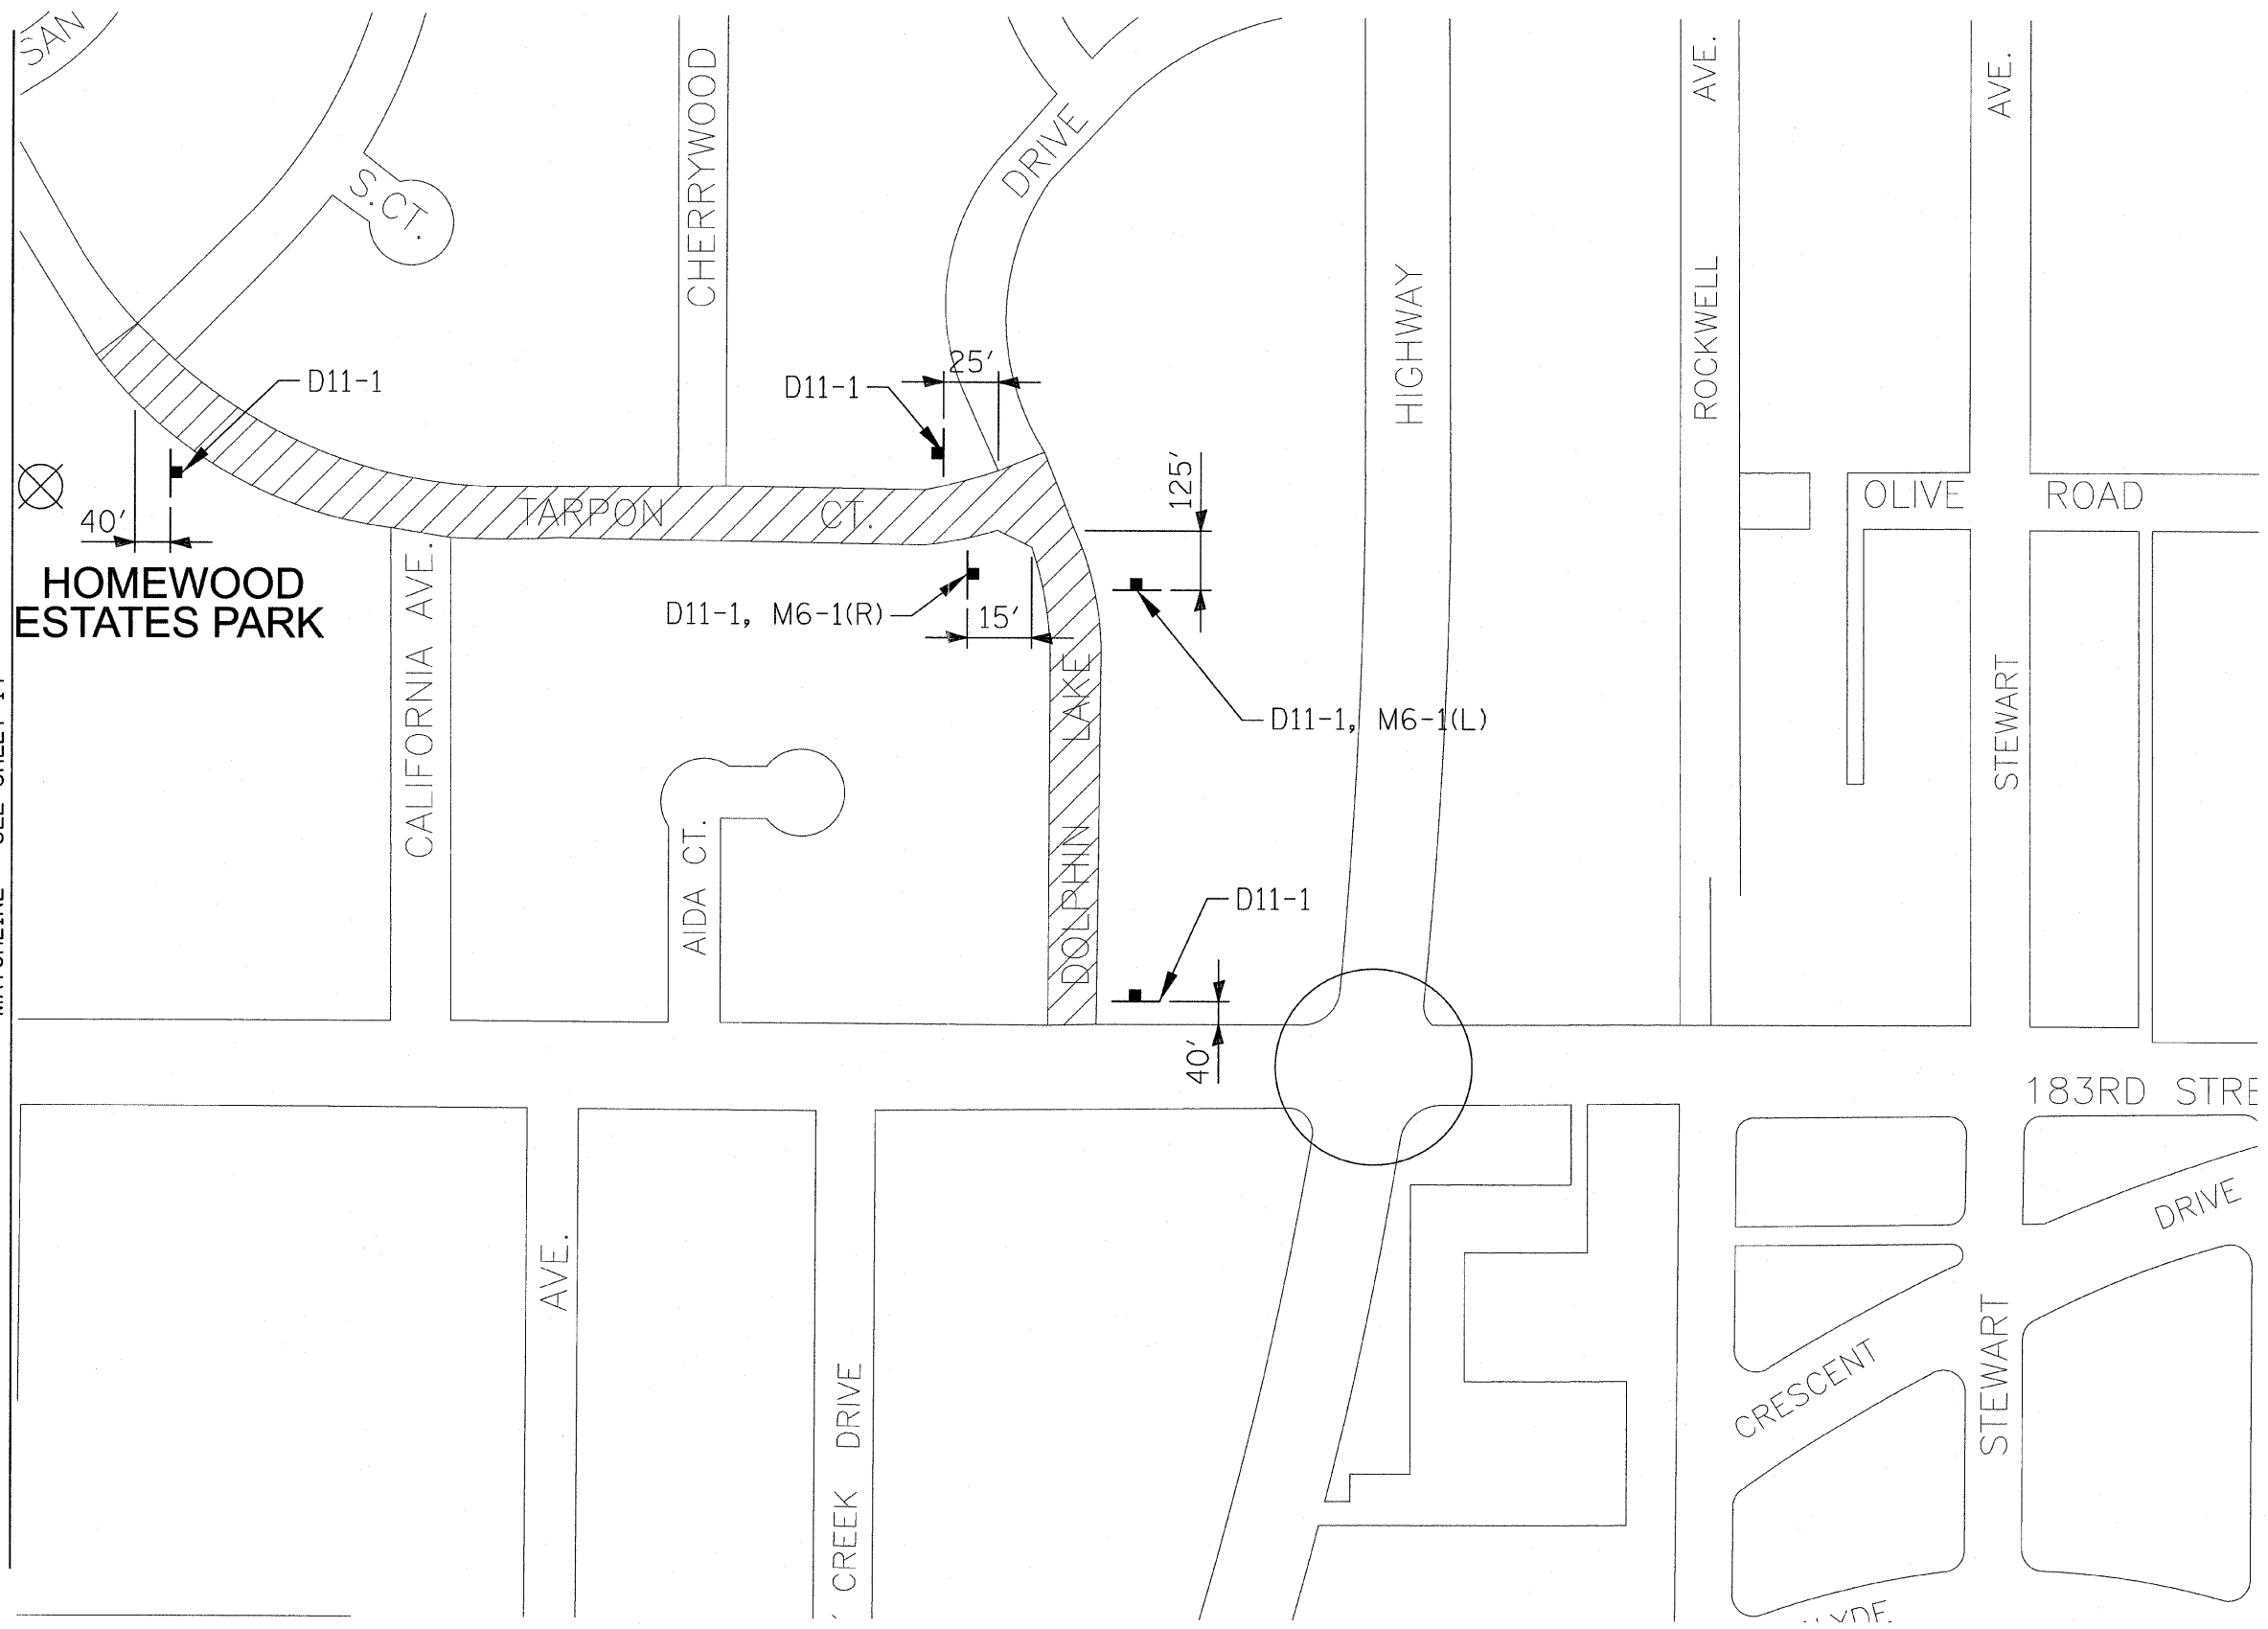 SAN
S.CT.
CHERRYWOOD
DRIVE
HIGHWAY
ROCKWELL AVE.
AVE.
D11-1
D11-1
25'
125'
OLIVE ROAD
TARPON CT.
40'
HOMEWOOD
ESTATES PARK
CALIFORNIA AVE.
D11-1, M6-1(R)
15'
DOLPHIN LAKE
D11-1, M6-1(L)
STEWART
AIDA CT.
D11-1
40'
183RD STRE
DRIVE
AVE.
CREEK DRIVE
CRESCENT
STEWART